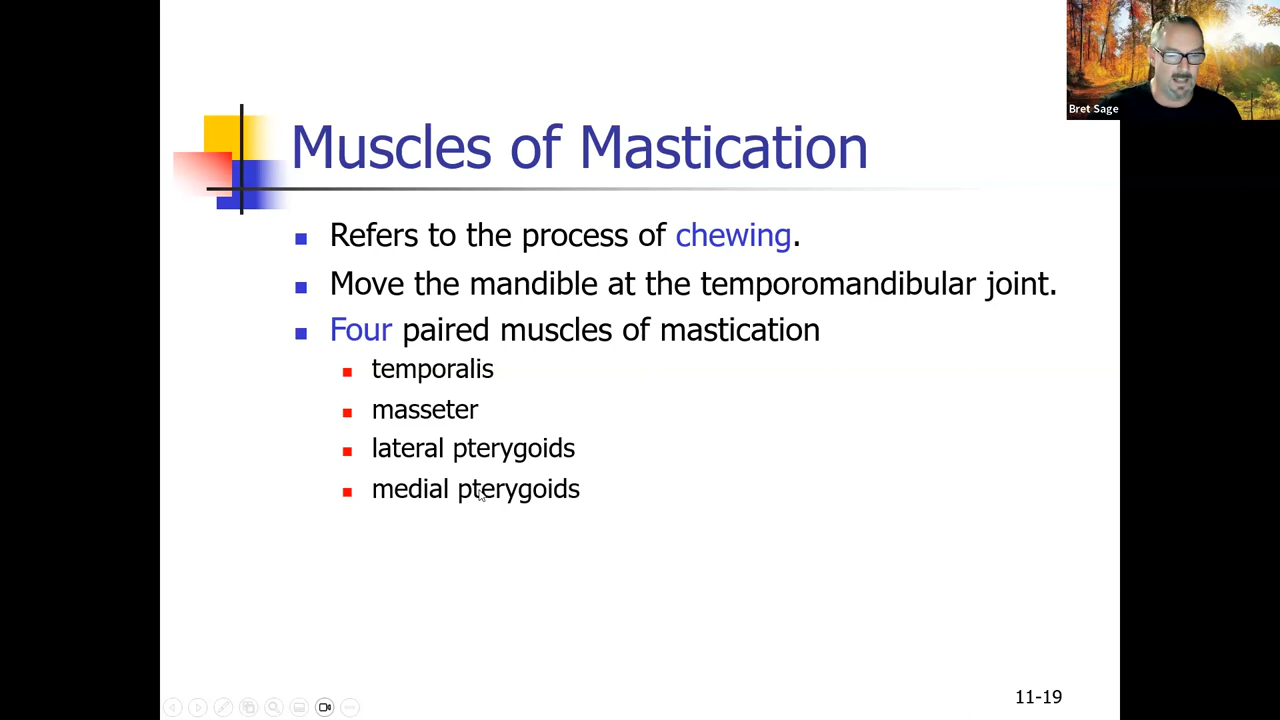 Bret Sage
Muscles of Mastication
Refers to the process of chewing.
Move the mandible at the temporomandibular joint.
Four paired muscles of mastication
temporalis
masseter
lateral pterygoids
medial pterygoids
11-19